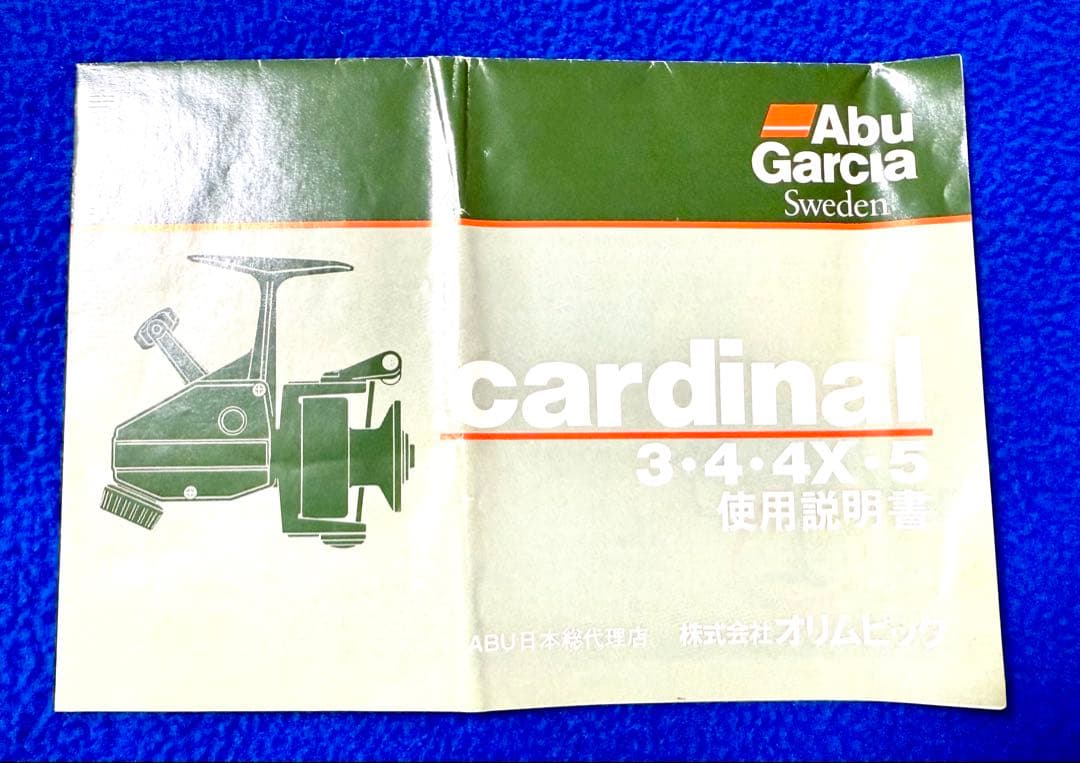 Abu
Garcia
Sweden
cardinal
3・4・4X・5
使用説明書
ABU日本総代理店 株式会社オリムピック